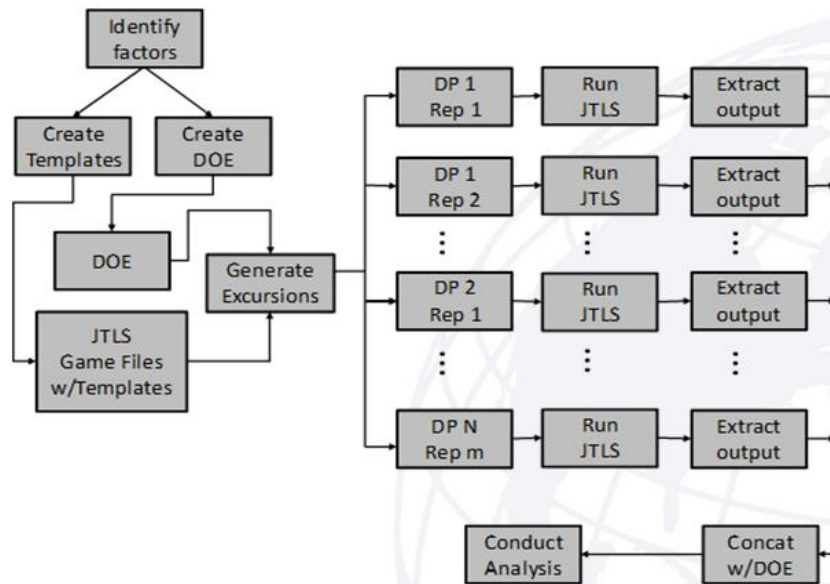 Identify
factors
Create
Templates
Create
DOE
DOE
JTLS
Game Files
w/Templates
Generate
Excursions
DP 1
Rep 1
Run
JTLS
Extract
output
DP 1
Rep 2
Run
JTLS
Extract
output
DP 2
Rep 1
Run
JTLS
Extract
output
DP N
Rep m
Run
JTLS
Extract
output
Conduct
Analysis
Concat
w/DOE